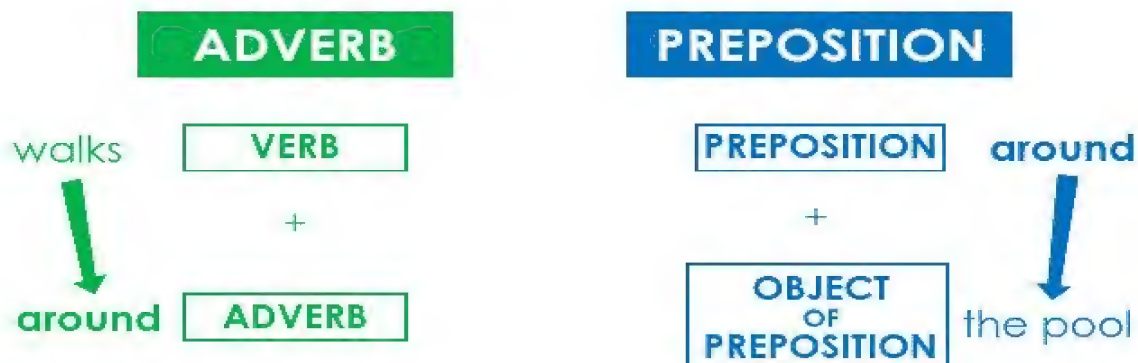 ADVERB PREPOSITION
walks VERB PREPOSITION around
+ +
around ADVERB OBJECT OF PREPOSITION the pool